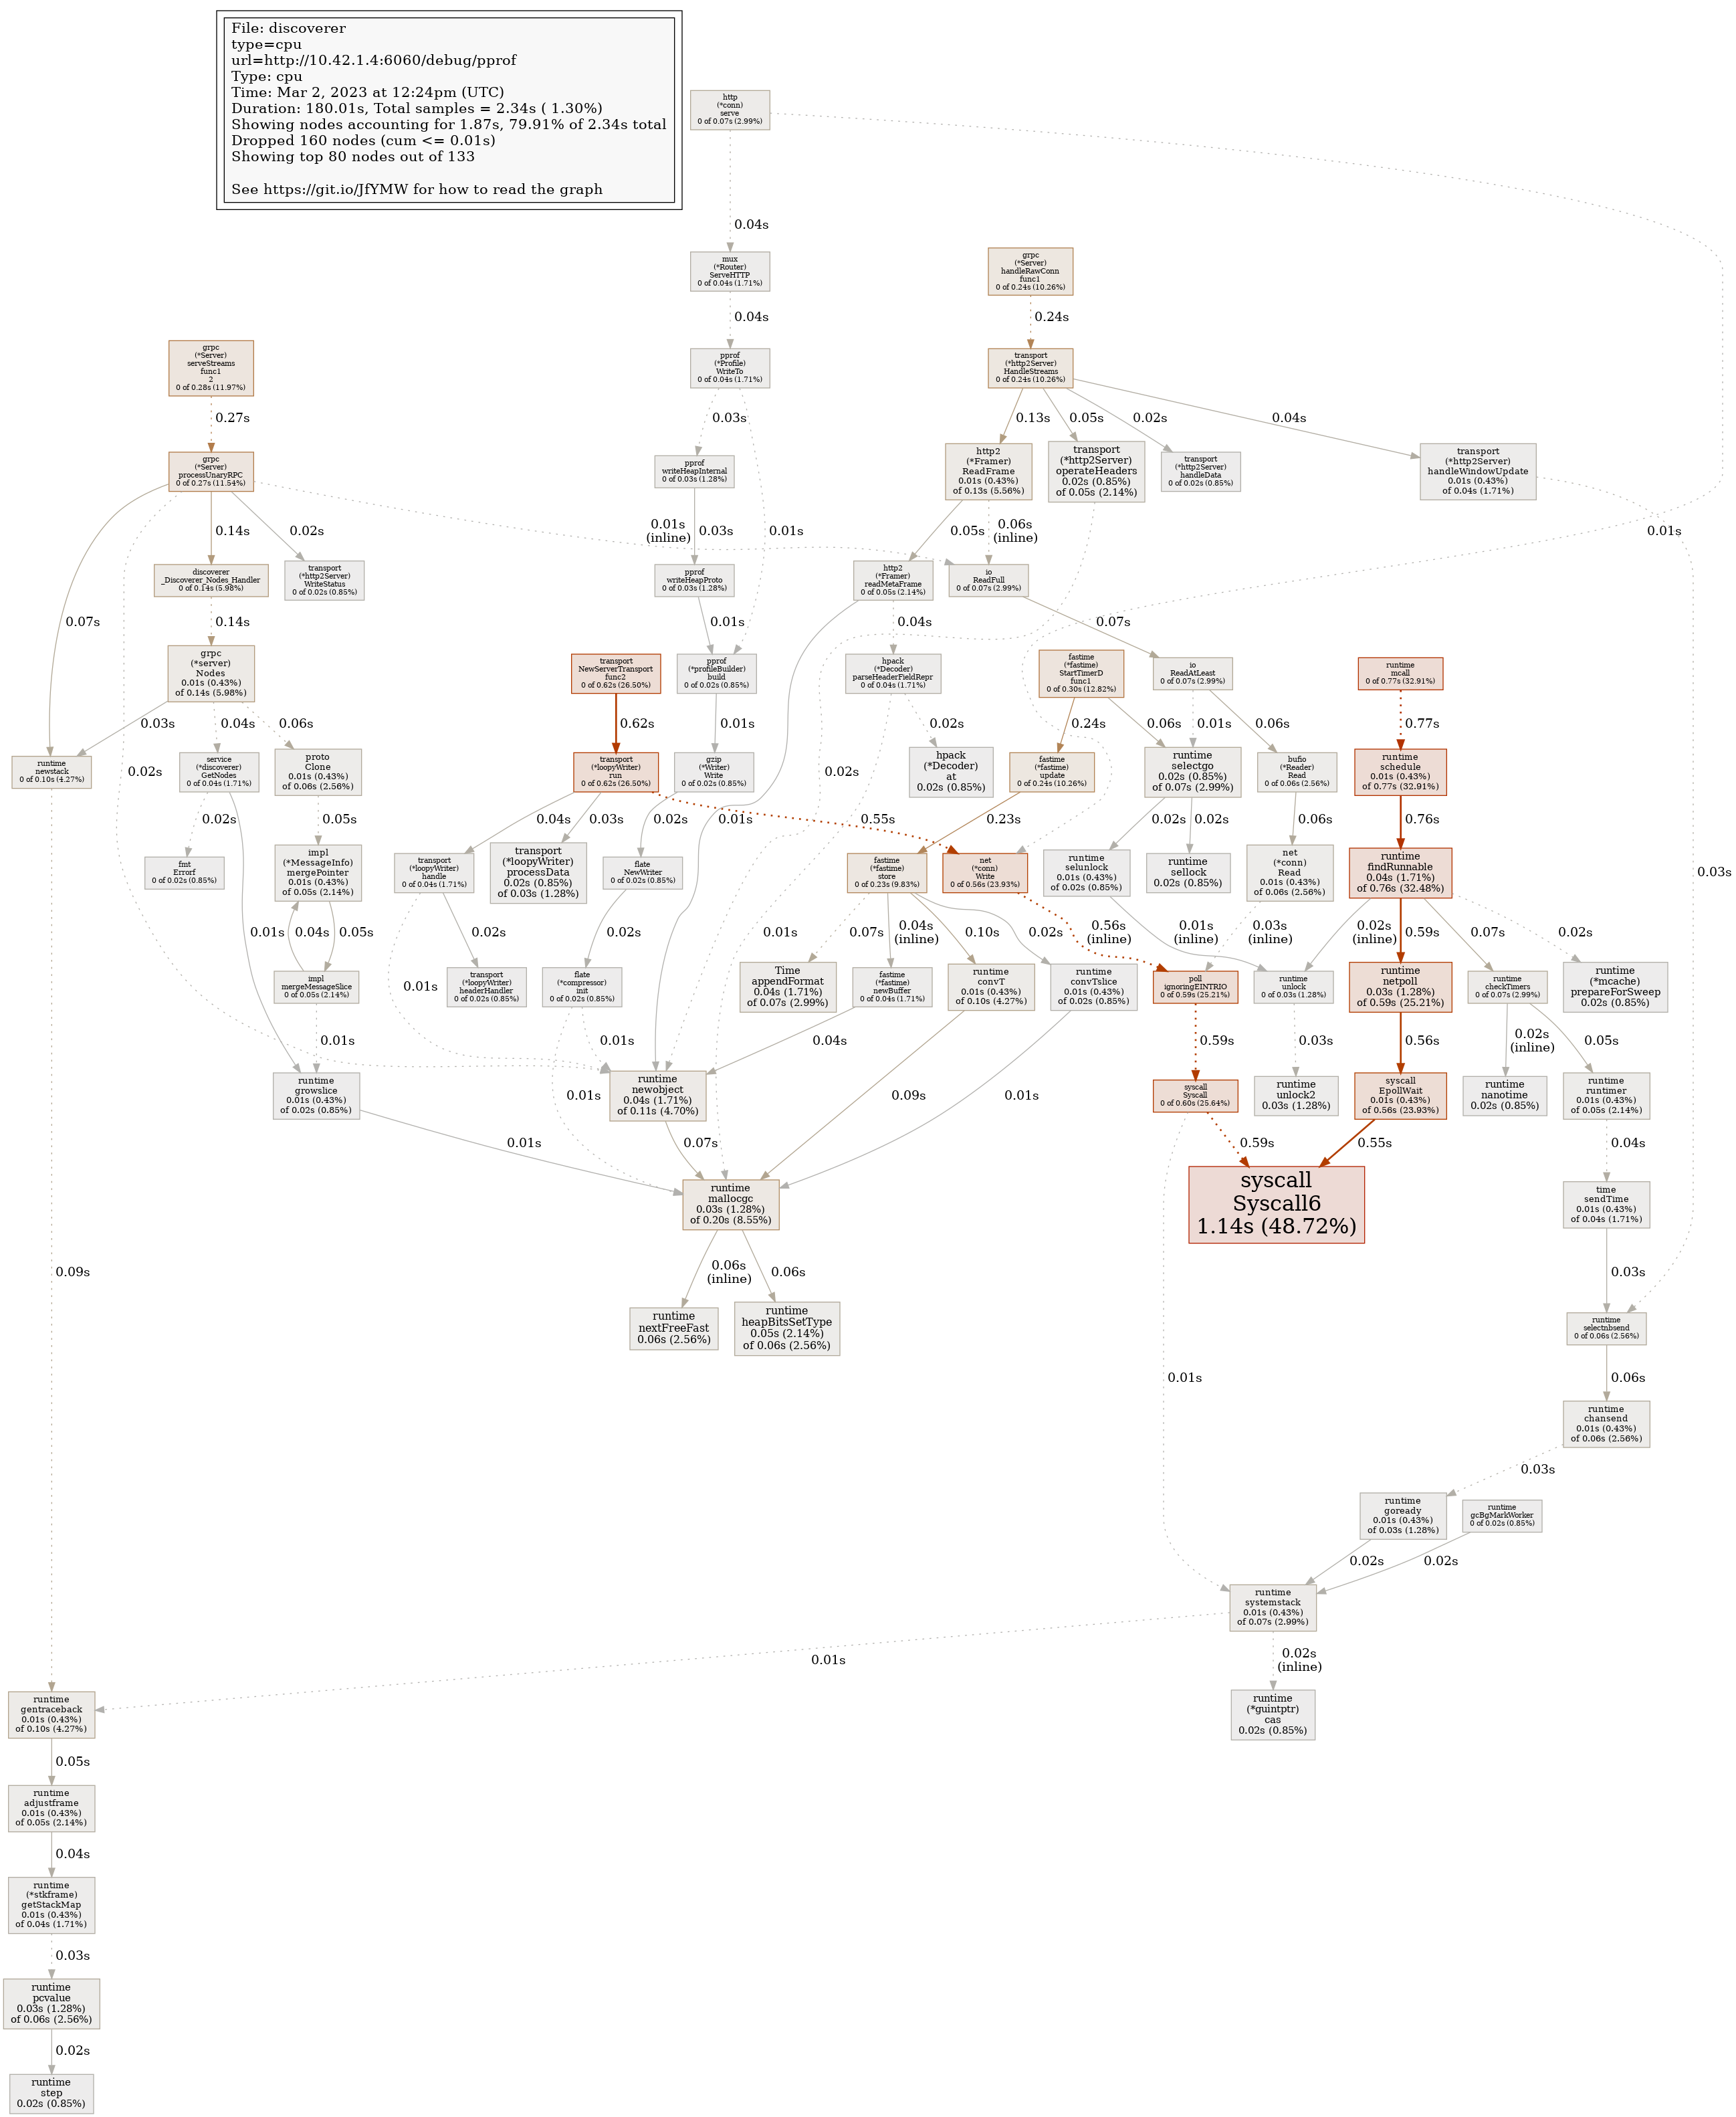 File: discoverer
type=cpu
url=http://10.42.1.4:6060/debug/pprof
Type: cpu
Time: Mar 2, 2023 at 12:24pm (UTC)
Duration: 180.01s, Total samples = 2.34s ( 1.30%)
Showing nodes accounting for 1.87s, 79.91% of 2.34s total
Dropped 160 nodes (cum <= 0.01s)
Showing top 80 nodes out of 133
See https://git.io/JfYMW for how to read the graph
http
(*conn)
serve
0 of 0.07s (2.99%)
0.04s
0.01s
mux
(*Router)
ServeHTTP
0 of 0.04s (1.71%)
0.04s
grpc
(*Server)
handleRawConn
func1
0 of 0.24s (10.26%)
0.24s
grpc
(*Server)
serveStreams
func1
2
0 of 0.28s (11.97%)
0.27s
pprof
(*Profile)
WriteTo
0 of 0.04s (1.71%)
0.03s
0.01s
transport
(*http2Server)
HandleStreams
0 of 0.24s (10.26%)
0.13s
0.05s
0.02s
0.04s
grpc
(*Server)
processUnaryRPC
0 of 0.27s (11.54%)
0.07s
0.02s
0.14s
0.02s
0.01s
(inline)
pprof
writeHeapInternal
0 of 0.03s (1.28%)
0.03s
http2
(*Framer)
ReadFrame
0.01s (0.43%)
of 0.13s (5.56%)
0.05s
0.06s
(inline)
transport
(*http2Server)
operateHeaders
0.02s (0.85%)
of 0.05s (2.14%)
0.02s
transport
(*http2Server)
handleData
0 of 0.02s (0.85%)
transport
(*http2Server)
handleWindowUpdate
0.01s (0.43%)
of 0.04s (1.71%)
0.03s
discoverer
_Discoverer_Nodes_Handler
0 of 0.14s (5.98%)
0.14s
transport
(*http2Server)
WriteStatus
0 of 0.02s (0.85%)
pprof
writeHeapProto
0 of 0.03s (1.28%)
0.01s
http2
(*Framer)
readMetaFrame
0 of 0.05s (2.14%)
0.01s
0.04s
io
ReadFull
0 of 0.07s (2.99%)
0.07s
grpc
(*server)
Nodes
0.01s (0.43%)
of 0.14s (5.98%)
0.03s
0.04s
0.06s
transport
NewServerTransport
func2
0 of 0.62s (26.50%)
0.62s
pprof
(*profileBuilder)
build
0 of 0.02s (0.85%)
0.01s
hpack
(*Decoder)
parseHeaderFieldRepr
0 of 0.04s (1.71%)
0.01s
0.02s
fastime
(*fastime)
StartTimerD
func1
0 of 0.30s (12.82%)
0.24s
0.06s
io
ReadAtLeast
0 of 0.07s (2.99%)
0.01s
0.06s
runtime
mcall
0 of 0.77s (32.91%)
0.77s
runtime
newstack
0 of 0.10s (4.27%)
0.09s
service
(*discoverer)
GetNodes
0 of 0.04s (1.71%)
0.02s
0.01s
proto
Clone
0.01s (0.43%)
of 0.06s (2.56%)
0.05s
transport
(*loopyWriter)
run
0 of 0.62s (26.50%)
0.04s
0.03s
0.55s
gzip
(*Writer)
Write
0 of 0.02s (0.85%)
0.02s
hpack
(*Decoder)
at
0.02s (0.85%)
fastime
(*fastime)
update
0 of 0.24s (10.26%)
0.23s
runtime
selectgo
0.02s (0.85%)
of 0.07s (2.99%)
0.02s
0.02s
bufio
(*Reader)
Read
0 of 0.06s (2.56%)
0.06s
runtime
schedule
0.01s (0.43%)
of 0.77s (32.91%)
0.76s
fmt
Errorf
0 of 0.02s (0.85%)
impl
(*MessageInfo)
mergePointer
0.01s (0.43%)
of 0.05s (2.14%)
0.04s
0.05s
transport
(*loopyWriter)
handle
0 of 0.04s (1.71%)
0.01s
0.02s
transport
(*loopyWriter)
processData
0.02s (0.85%)
of 0.03s (1.28%)
flate
NewWriter
0 of 0.02s (0.85%)
0.02s
fastime
(*fastime)
store
0 of 0.23s (9.83%)
0.07s
0.04s
(inline)
0.10s
0.02s
net
(*conn)
Write
0 of 0.56s (23.93%)
0.56s
(inline)
runtime
selunlock
0.01s (0.43%)
of 0.02s (0.85%)
0.01s
(inline)
runtime
sellock
0.02s (0.85%)
net
(*conn)
Read
0.01s (0.43%)
of 0.06s (2.56%)
0.03s
(inline)
runtime
findRunnable
0.04s (1.71%)
of 0.76s (32.48%)
0.02s
(inline)
0.59s
0.07s
0.02s
impl
mergeMessageSlice
0 of 0.05s (2.14%)
0.01s
transport
(*loopyWriter)
headerHandler
0 of 0.02s (0.85%)
flate
(*compressor)
init
0 of 0.02s (0.85%)
0.01s
0.01s
Time
appendFormat
0.04s (1.71%)
of 0.07s (2.99%)
fastime
(*fastime)
newBuffer
0 of 0.04s (1.71%)
0.04s
runtime
convT
0.01s (0.43%)
of 0.10s (4.27%)
0.09s
runtime
convTslice
0.01s (0.43%)
of 0.02s (0.85%)
0.01s
poll
ignoringEINTRIO
0 of 0.59s (25.21%)
0.59s
runtime
unlock
0 of 0.03s (1.28%)
0.03s
runtime
netpoll
0.03s (1.28%)
of 0.59s (25.21%)
0.56s
runtime
checkTimers
0 of 0.07s (2.99%)
0.02s
(inline)
0.05s
runtime
(*mcache)
prepareForSweep
0.02s (0.85%)
runtime
growslice
0.01s (0.43%)
of 0.02s (0.85%)
0.01s
runtime
newobject
0.04s (1.71%)
of 0.11s (4.70%)
0.07s
syscall
Syscall
0 of 0.60s (25.64%)
0.59s
0.01s
runtime
unlock2
0.03s (1.28%)
syscall
EpollWait
0.01s (0.43%)
of 0.56s (23.93%)
0.55s
runtime
nanotime
0.02s (0.85%)
runtime
runtimer
0.01s (0.43%)
of 0.05s (2.14%)
0.04s
runtime
mallocgc
0.03s (1.28%)
of 0.20s (8.55%)
0.06s
(inline)
0.06s
syscall
Syscall6
1.14s (48.72%)
time
sendTime
0.01s (0.43%)
of 0.04s (1.71%)
0.03s
runtime
nextFreeFast
0.06s (2.56%)
runtime
heapBitsSetType
0.05s (2.14%)
of 0.06s (2.56%)
runtime
selectnbsend
0 of 0.06s (2.56%)
0.06s
runtime
chansend
0.01s (0.43%)
of 0.06s (2.56%)
0.03s
runtime
goready
0.01s (0.43%)
of 0.03s (1.28%)
0.02s
runtime
gcBgMarkWorker
0 of 0.02s (0.85%)
0.02s
runtime
systemstack
0.01s (0.43%)
of 0.07s (2.99%)
0.01s
0.02s
(inline)
runtime
gentraceback
0.01s (0.43%)
of 0.10s (4.27%)
0.05s
runtime
(*guintptr)
cas
0.02s (0.85%)
runtime
adjustframe
0.01s (0.43%)
of 0.05s (2.14%)
0.04s
runtime
(*stkframe)
getStackMap
0.01s (0.43%)
of 0.04s (1.71%)
0.03s
runtime
pcvalue
0.03s (1.28%)
of 0.06s (2.56%)
0.02s
runtime
step
0.02s (0.85%)